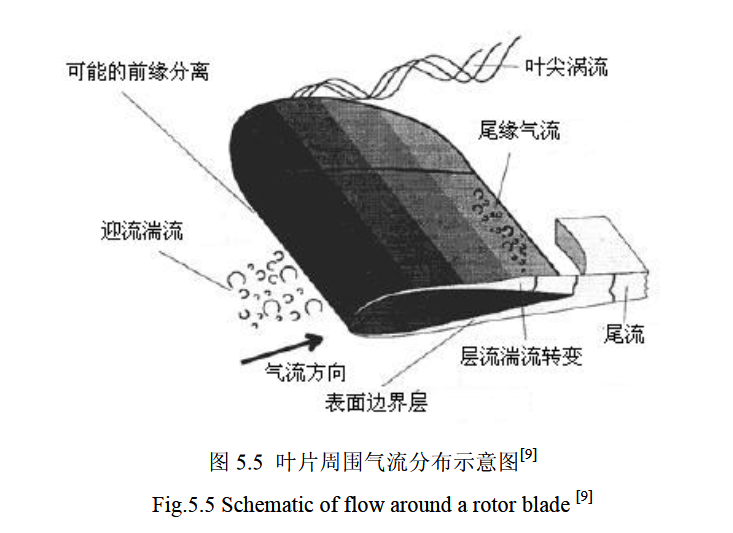 叶尖涡流
可能的前缘分离
尾缘气流
迎流湍流
尾流
层流湍流转变
气流方向
表面边界层
图 5.5 叶片周围气流分布示意图[9]
Fig.5.5 Schematic of flow around a rotor blade [9]